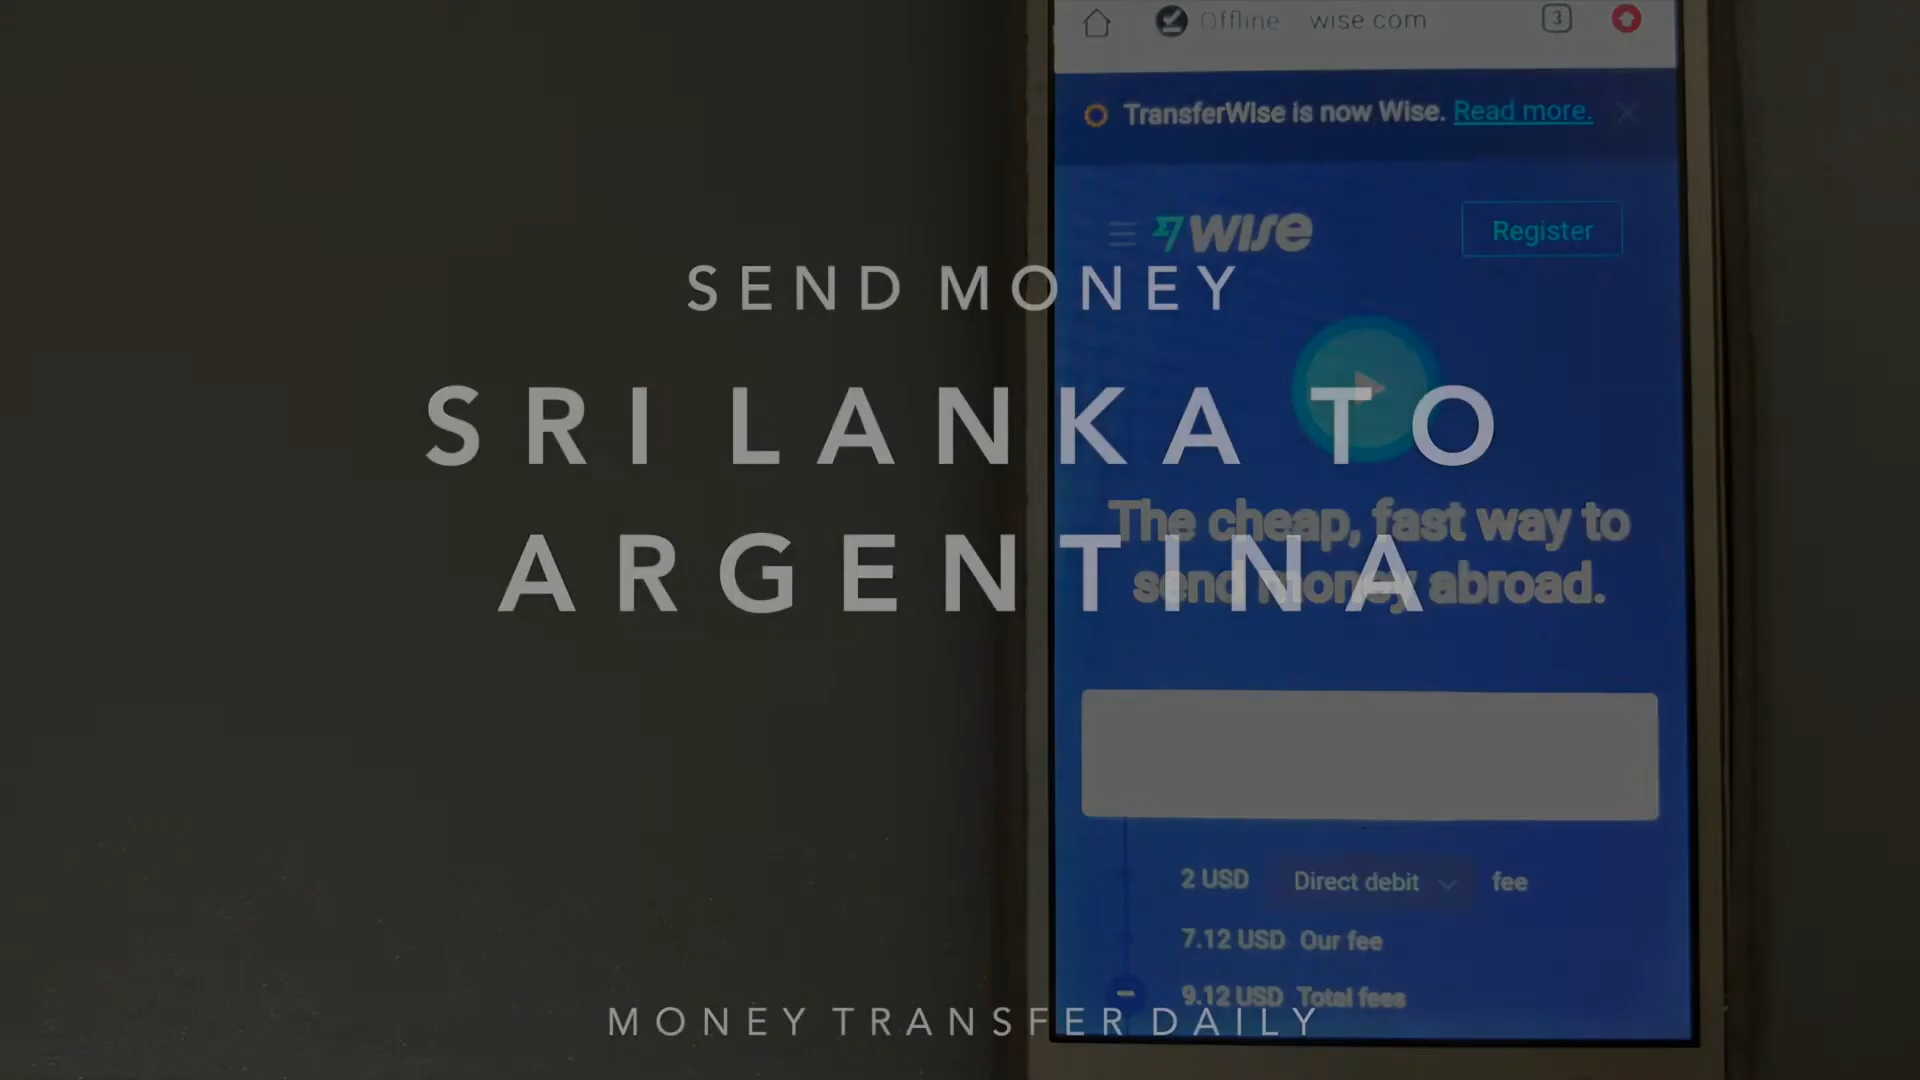 Offline wise.com 3
TransferWise is now Wise. Read more.
wise
Register
SEND MONEY
SRI LANKA TO
ARGENTINA
The cheap, fast way to
send money abroad.
2 USD Direct debit fee
7.12 USD Our fee
9.12 USD Total fees
MONEY TRANSFER DAILY